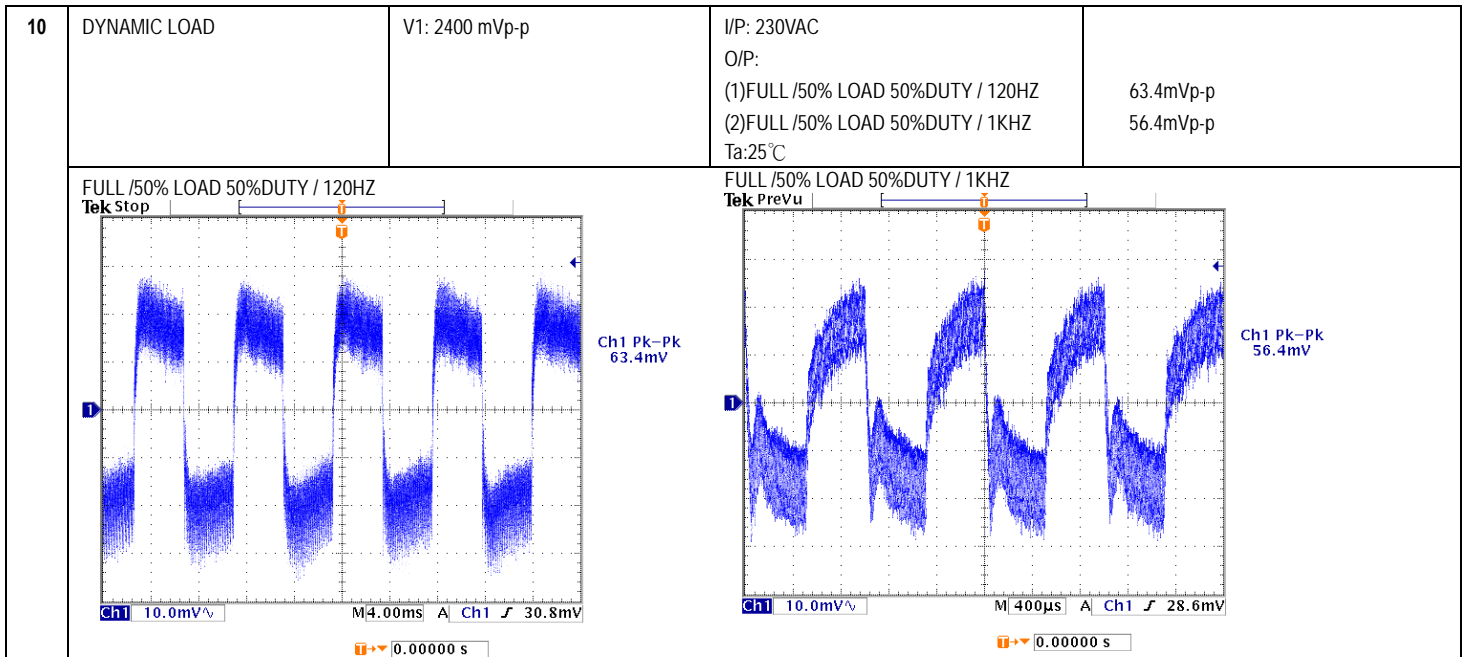 10
DYNAMIC LOAD
V1: 2400 mVp-p
I/P: 230VAC
O/P:
(1)FULL /50% LOAD 50%DUTY / 120HZ
63.4mVp-p
(2)FULL /50% LOAD 50%DUTY / 1KHZ
56.4mVp-p
Ta:25℃
FULL /50% LOAD 50%DUTY / 120HZ
Tek Stop
T
T
Ch1 Pk-Pk
63.4mV
1
Ch1 10.0mV∿ M 4.00ms A Ch1 ƒ 30.8mV
T→▼ 0.00000 s
FULL /50% LOAD 50%DUTY / 1KHZ
Tek PreVu
T
T
Ch1 Pk-Pk
56.4mV
1
Ch1 10.0mV∿ M 400µs A Ch1 ƒ 28.6mV
T→▼ 0.00000 s